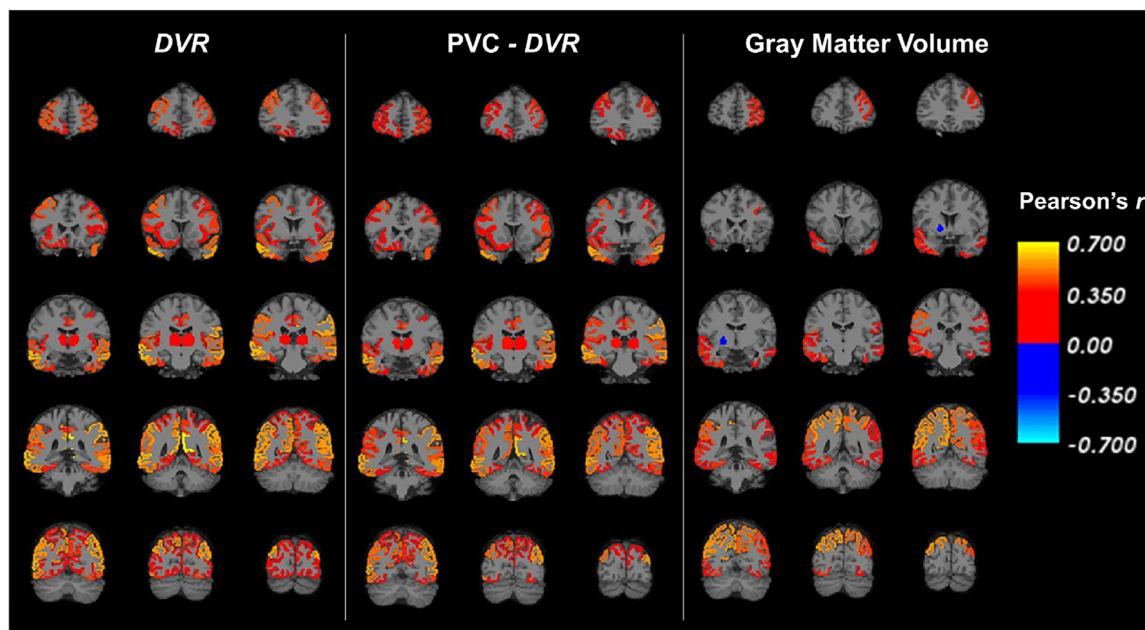 DVR
PVC - DVR
Gray Matter Volume
Pearson's r
0.700
0.350
0.00
-0.350
-0.700